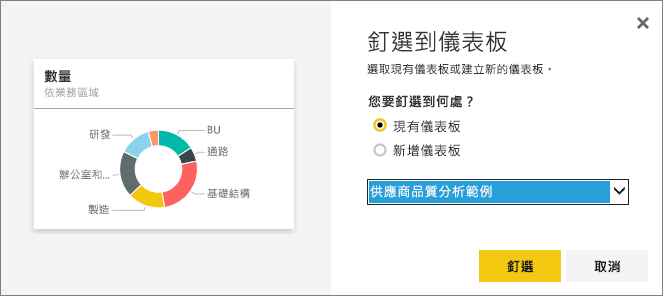 數量
依業務區域
研發
BU
通路
辦公室和...
基礎結構
製造
釘選到儀表板
選取現有儀表板或建立新的儀表板。
您要釘選到何處？
現有儀表板
新增儀表板
供應商品質分析範例
釘選
取消